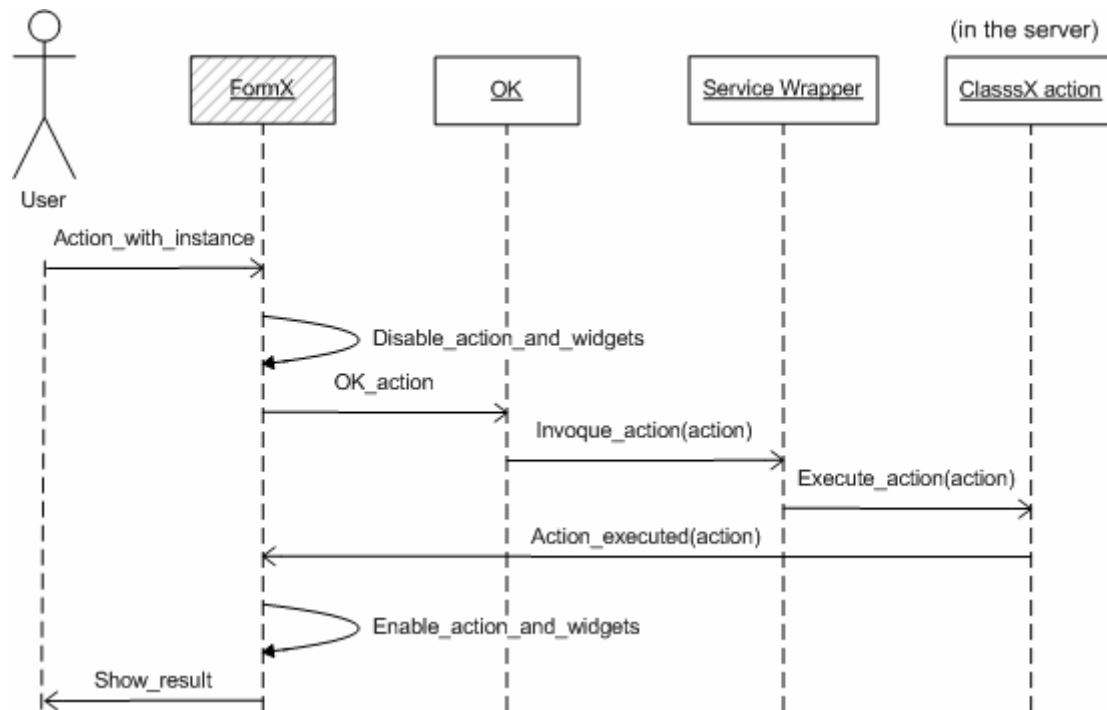 (in the server)
FormX
OK
Service Wrapper
ClasssX action
User
Action_with_instance
Disable_action_and_widgets
OK_action
Invoque_action(action)
Execute_action(action)
Action_executed(action)
Enable_action_and_widgets
Show_result